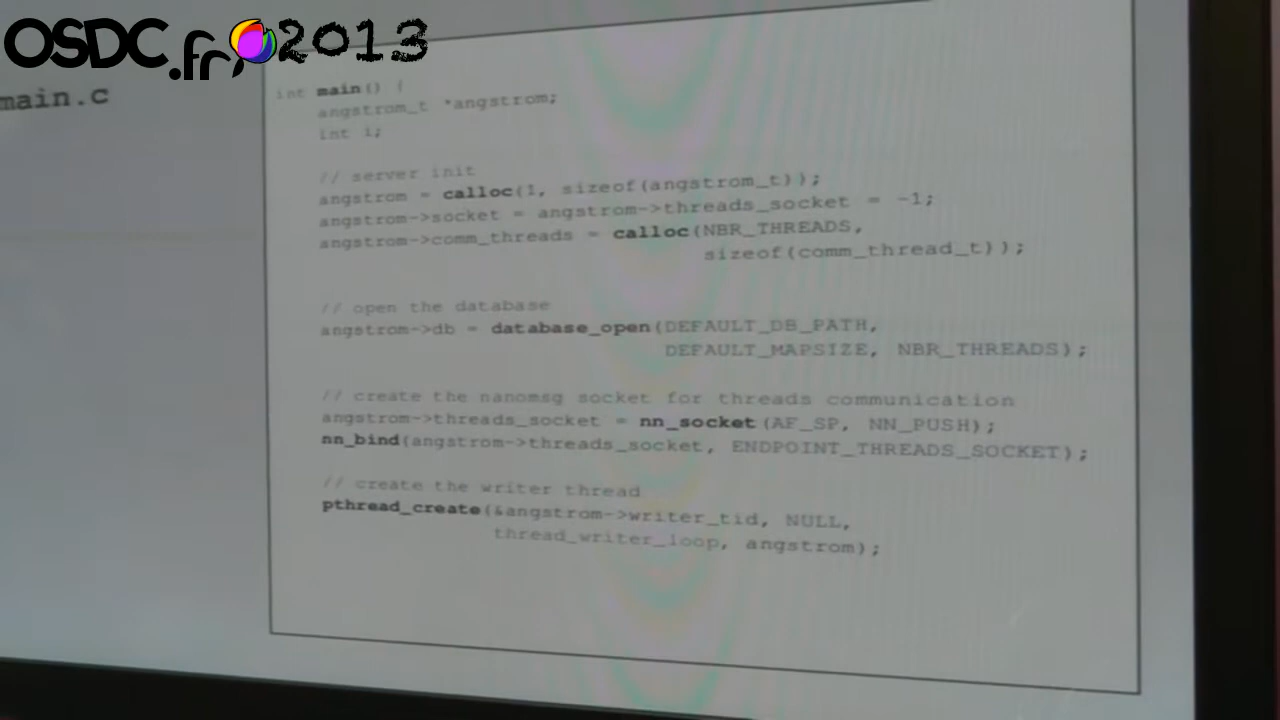 OSDC.fr 2013
main.c
int main() {
angstrom_t *angstrom;
int i;
// server init
angstrom = calloc(1, sizeof(angstrom_t));
angstrom->socket = angstrom->threads_socket = -1;
angstrom->comm_threads = calloc(NBR_THREADS,
sizeof(comm_thread_t));
// open the database
angstrom->db = database_open(DEFAULT_DB_PATH,
DEFAULT_MAPSIZE, NBR_THREADS);
// create the nanomsg socket for threads communication
angstrom->threads_socket = nn_socket(AF_SP, NN_PUSH);
nn_bind(angstrom->threads_socket, ENDPOINT_THREADS_SOCKET);
// create the writer thread
pthread_create(&angstrom->writer_tid, NULL,
thread_writer_loop, angstrom);